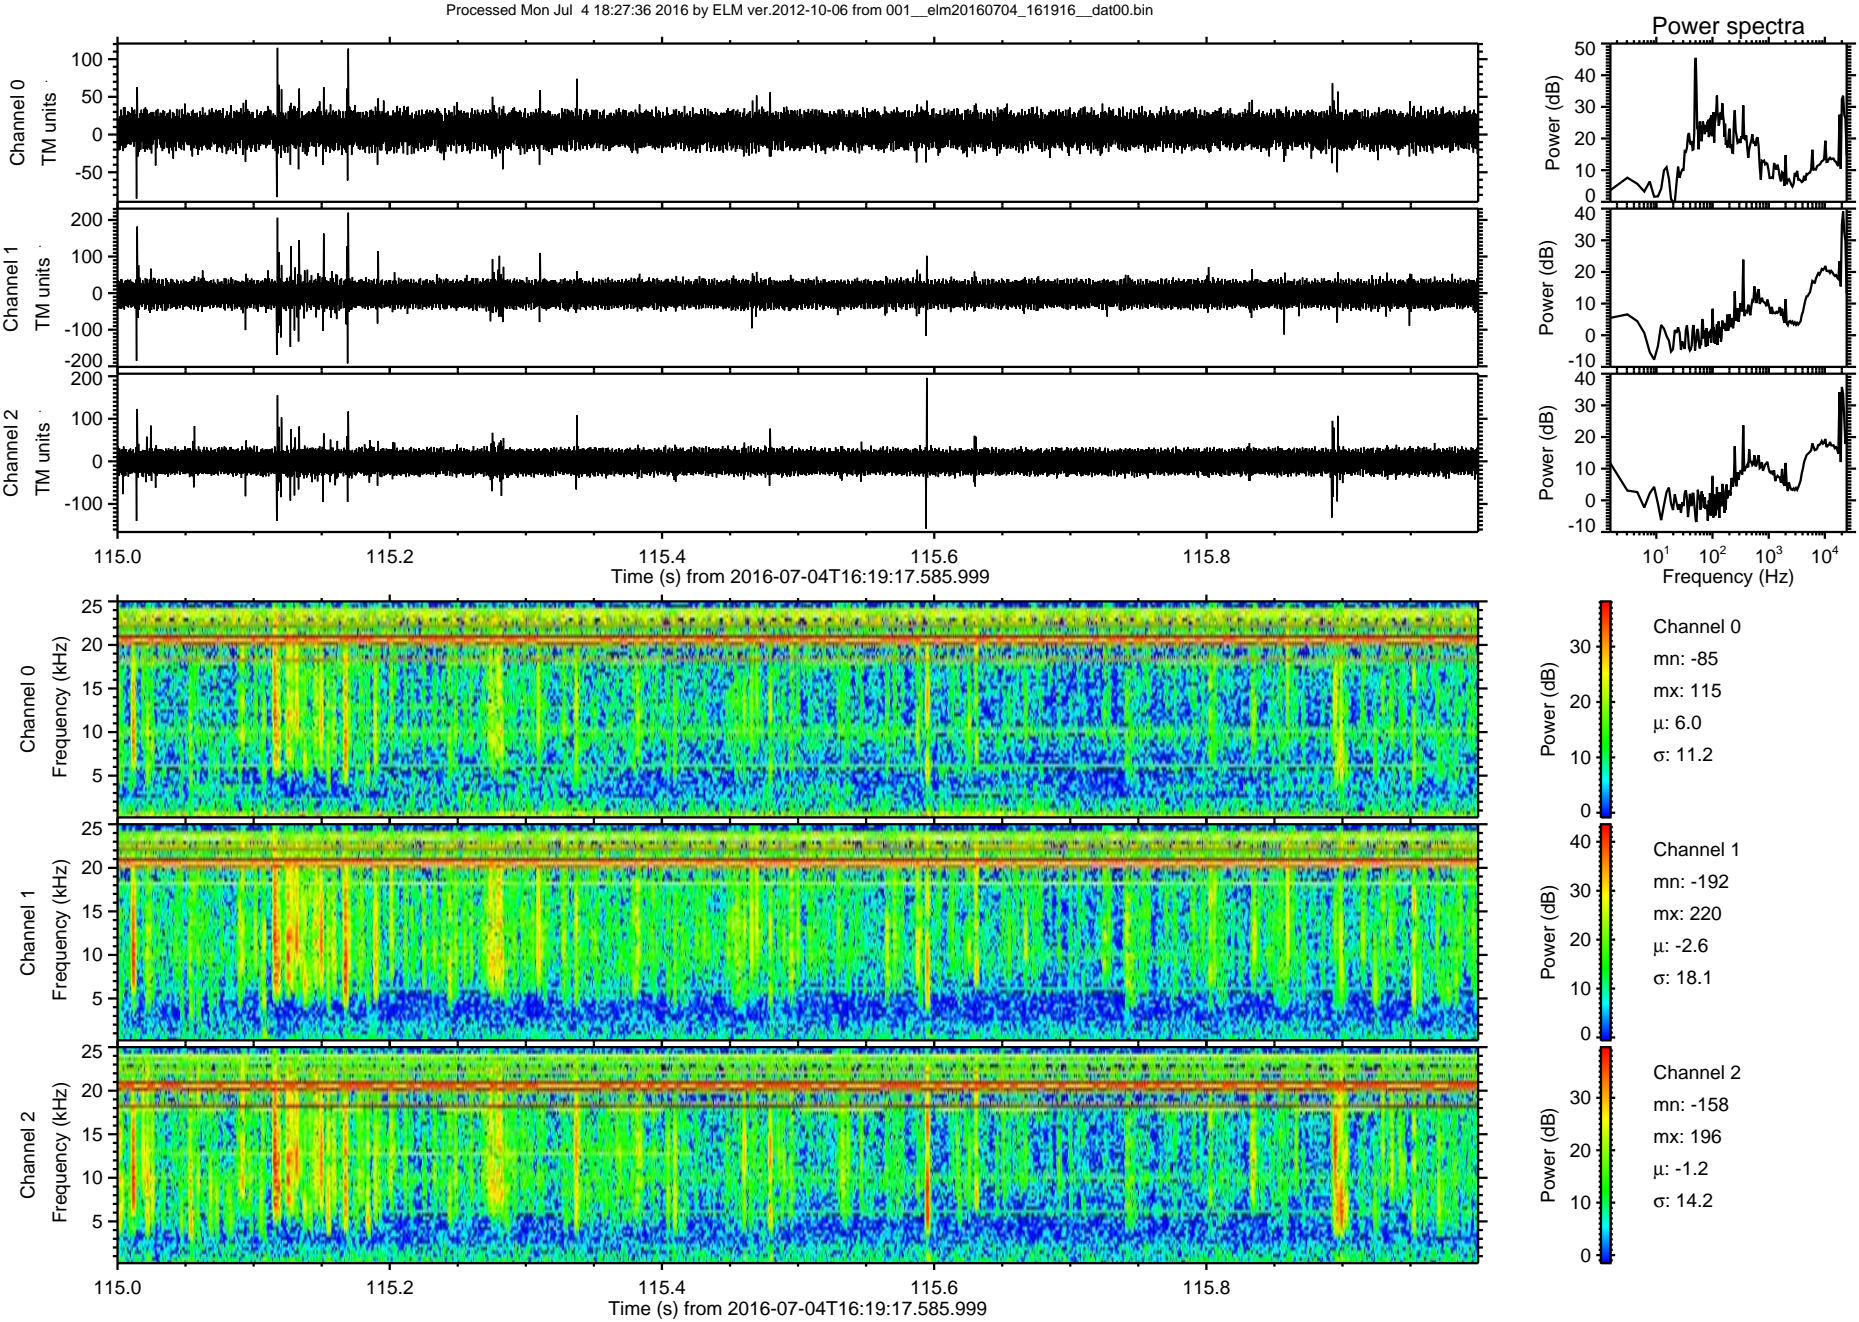 Processed Mon Jul  4 18:27:36 2016 by ELM ver.2012-10-06 from 001__elm20160704_161916__dat00.bin
Power spectra
Channel 0
TM units
100
50
0
-50
Power (dB)
50
40
30
20
10
0
Channel 1
TM units
200
100
0
-100
-200
Power (dB)
40
30
20
10
0
-10
Channel 2
TM units
200
100
0
-100
Power (dB)
40
30
20
10
0
-10
115.0 115.2 115.4 115.6 115.8
Time (s) from 2016-07-04T16:19:17.585.999
10^1 10^2 10^3 10^4
Frequency (Hz)
Channel 0
Frequency (kHz)
25
20
15
10
5
Power (dB)
30
20
10
0
Channel 0
mn: -85
mx: 115
μ: 6.0
σ: 11.2
Channel 1
Frequency (kHz)
25
20
15
10
5
Power (dB)
40
30
20
10
0
Channel 1
mn: -192
mx: 220
μ: -2.6
σ: 18.1
Channel 2
Frequency (kHz)
25
20
15
10
5
Power (dB)
30
20
10
0
Channel 2
mn: -158
mx: 196
μ: -1.2
σ: 14.2
115.0 115.2 115.4 115.6 115.8
Time (s) from 2016-07-04T16:19:17.585.999